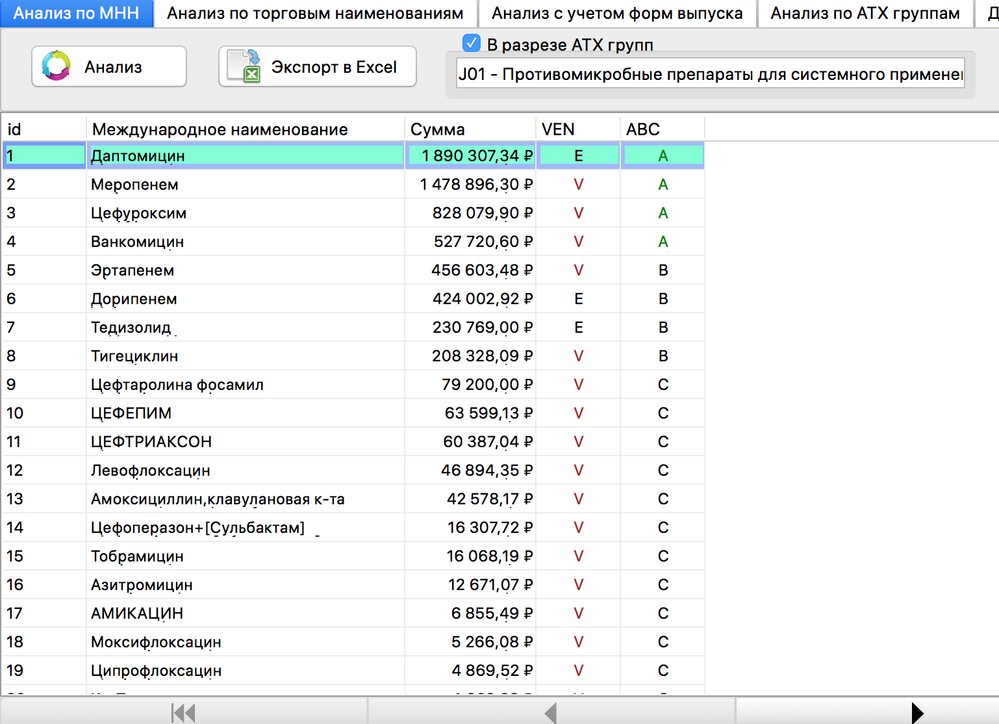 Анализ по МНН Анализ по торговым наименованиям Анализ с учетом форм выпуска Анализ по АТХ группам
Анализ Экспорт в Excel В разрезе АТХ групп
J01 - Противомикробные препараты для системного применен
id Международное наименование Сумма VEN ABC
1 Даптомицин 1 890 307,34 ₽ E A
2 Меропенем 1 478 896,30 ₽ V A
3 Цефуроксим 828 079,90 ₽ V A
4 Ванкомицин 527 720,60 ₽ V A
5 Эртапенем 456 603,48 ₽ V B
6 Дорипенем 424 002,92 ₽ E B
7 Тедизолид 230 769,00 ₽ E B
8 Тигециклин 208 328,09 ₽ V B
9 Цефтаролина фосамил 79 200,00 ₽ V C
10 ЦЕФЕПИМ 63 599,13 ₽ V C
11 ЦЕФТРИАКСОН 60 387,04 ₽ V C
12 Левофлоксацин 46 894,35 ₽ V C
13 Амоксициллин,клавулановая к-та 42 578,17 ₽ V C
14 Цефоперазон+[Сульбактам] 16 307,72 ₽ V C
15 Тобрамицин 16 068,19 ₽ V C
16 Азитромицин 12 671,07 ₽ V C
17 АМИКАЦИН 6 855,49 ₽ V C
18 Моксифлоксацин 5 266,08 ₽ V C
19 Ципрофлоксацин 4 869,52 ₽ V C